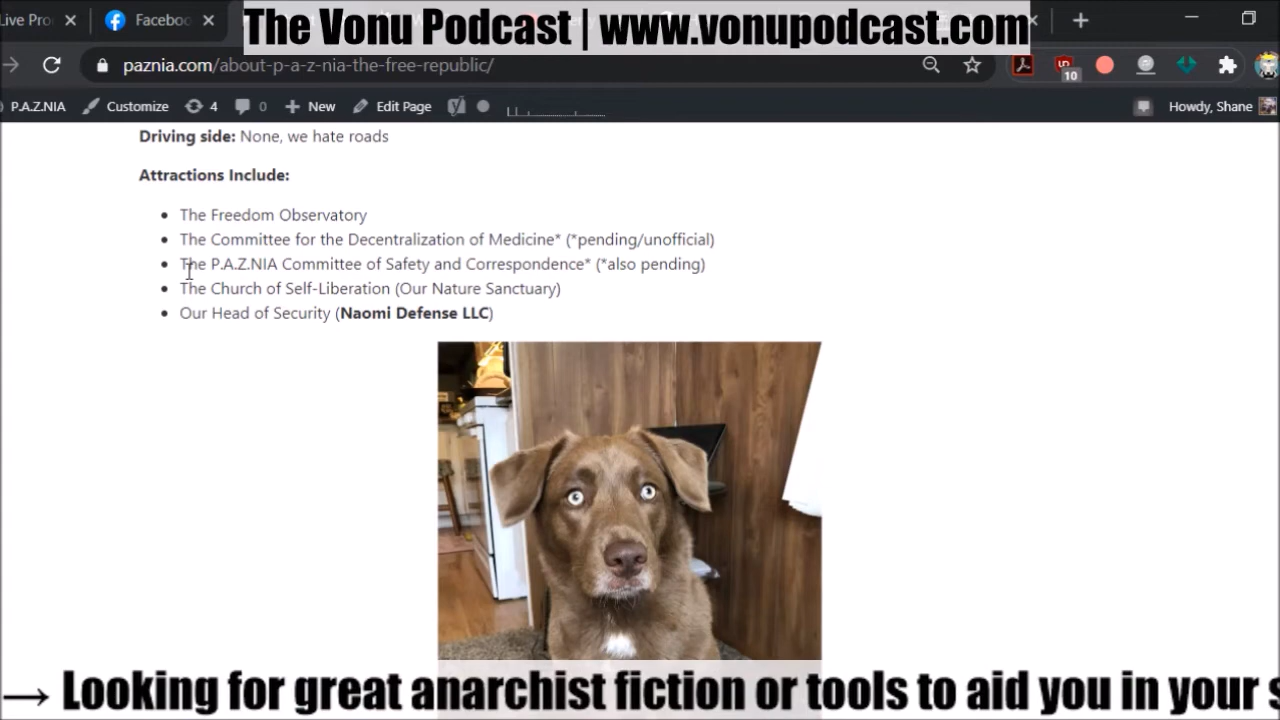 The Vonu Podcast | www.vonupodcast.com
Live Pro
Faceboo
paznia.com/about-p-a-z-nia-the-free-republic/
10
P.A.Z.NIA Customize 4 0 New Edit Page Howdy, Shane
Driving side: None, we hate roads
Attractions Include:
The Freedom Observatory
The Committee for the Decentralization of Medicine* (*pending/unofficial)
The P.A.Z.NIA Committee of Safety and Correspondence* (*also pending)
The Church of Self-Liberation (Our Nature Sanctuary)
Our Head of Security (Naomi Defense LLC)
→ Looking for great anarchist fiction or tools to aid you in your s